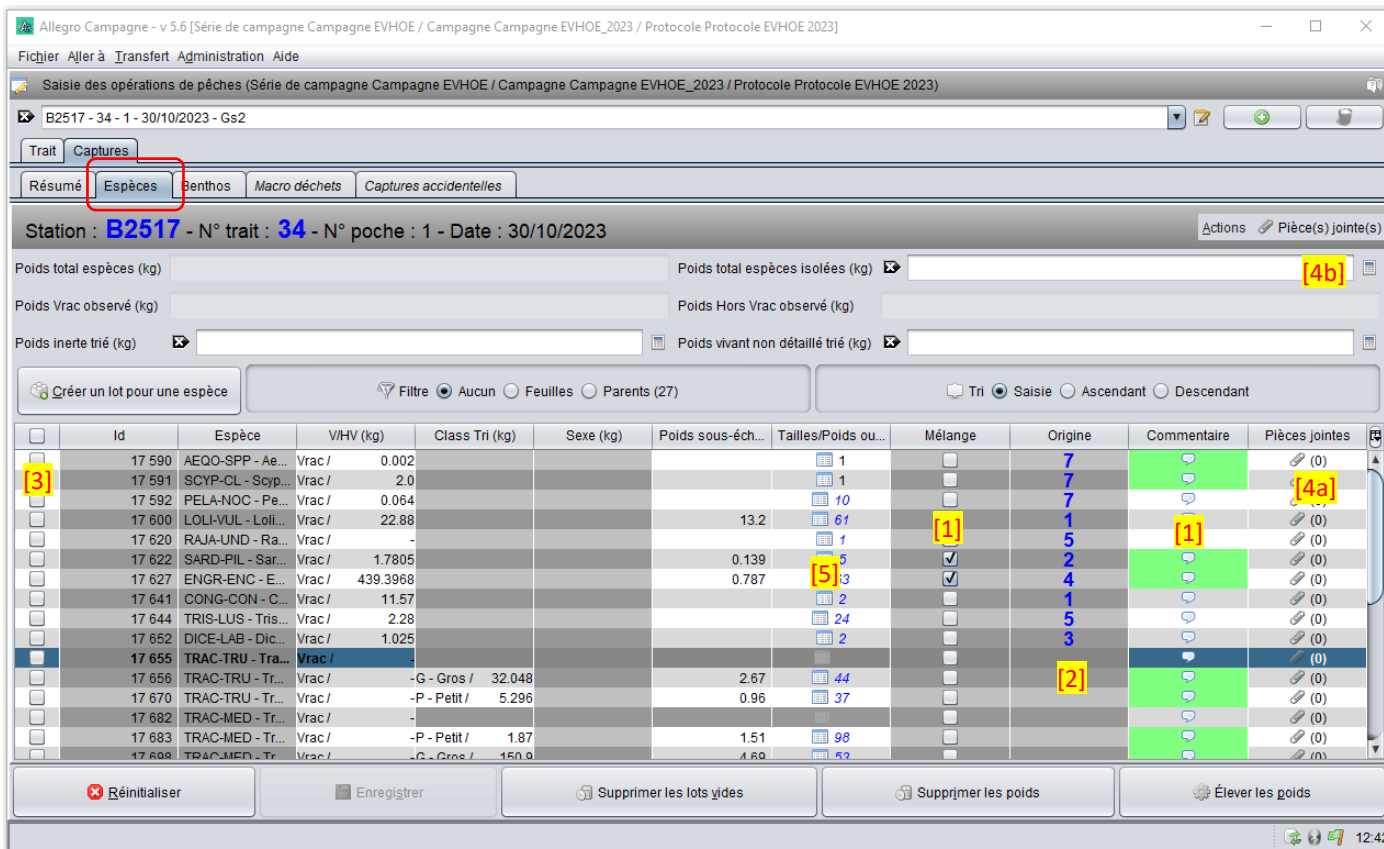 Allegro Campagne - v 5.6 [Série de campagne Campagne EVHOE / Campagne Campagne EVHOE_2023 / Protocole Protocole EVHOE 2023]
Fichier Aller à Transfert Administration Aide
Saisie des opérations de pêches (Série de campagne Campagne EVHOE / Campagne Campagne EVHOE_2023 / Protocole Protocole EVHOE 2023)
B2517 - 34 - 1 - 30/10/2023 - Gs2
Trait Captures
Résumé Espèces Benthos Macro déchets Captures accidentelles
Station : B2517 - N° trait : 34 - N° poche : 1 - Date : 30/10/2023 Actions Pièce(s) jointe(s)
Poids total espèces (kg) Poids total espèces isolées (kg) [4b]
Poids Vrac observé (kg) Poids Hors Vrac observé (kg)
Poids inerte trié (kg) Poids vivant non détaillé trié (kg)
Créer un lot pour une espèce Filtre Aucun Feuilles Parents (27) Tri Saisie Ascendant Descendant
Id Espèce V/HV (kg) Class Tri (kg) Sexe (kg) Poids sous-éch... Tailles/Poids ou... Mélange Origine Commentaire Pièces jointes
17 590 AEQO-SPP - Ae... Vrac / 0.002 1 7 (0)
[3] 17 591 SCYP-CL - Scyp... Vrac / 2.0 1 7 [4a]
17 592 PELA-NOC - Pe... Vrac / 0.064 10 7 (0)
17 600 LOLI-VUL - Loli... Vrac / 22.88 13.2 61 [1] 1 [1] (0)
17 620 RAJA-UND - Ra... Vrac / - 1 5 (0)
17 622 SARD-PIL - Sar... Vrac / 1.7805 0.139 5 2 (0)
17 627 ENGR-ENC - E... Vrac / 439.3968 0.787 [5] 3 4 (0)
17 641 CONG-CON - C... Vrac / 11.57 2 1 (0)
17 644 TRIS-LUS - Tris... Vrac / 2.28 24 5 (0)
17 652 DICE-LAB - Dic... Vrac / 1.025 2 3 (0)
17 655 TRAC-TRU - Tra... Vrac / - (0)
17 656 TRAC-TRU - Tr... Vrac / - G - Gros / 32.048 2.67 44 [2] (0)
17 670 TRAC-TRU - Tr... Vrac / - P - Petit / 5.296 0.96 37 (0)
17 682 TRAC-MED - Tr... Vrac / - (0)
17 683 TRAC-MED - Tr... Vrac / - P - Petit / 1.87 1.51 98 (0)
17 698 TRAC-MED - Tr... Vrac / - G - Gros / 150.9 4.69 53 (0)
Réinitialiser Enregistrer Supprimer les lots vides Supprimer les poids Élever les poids
12:42